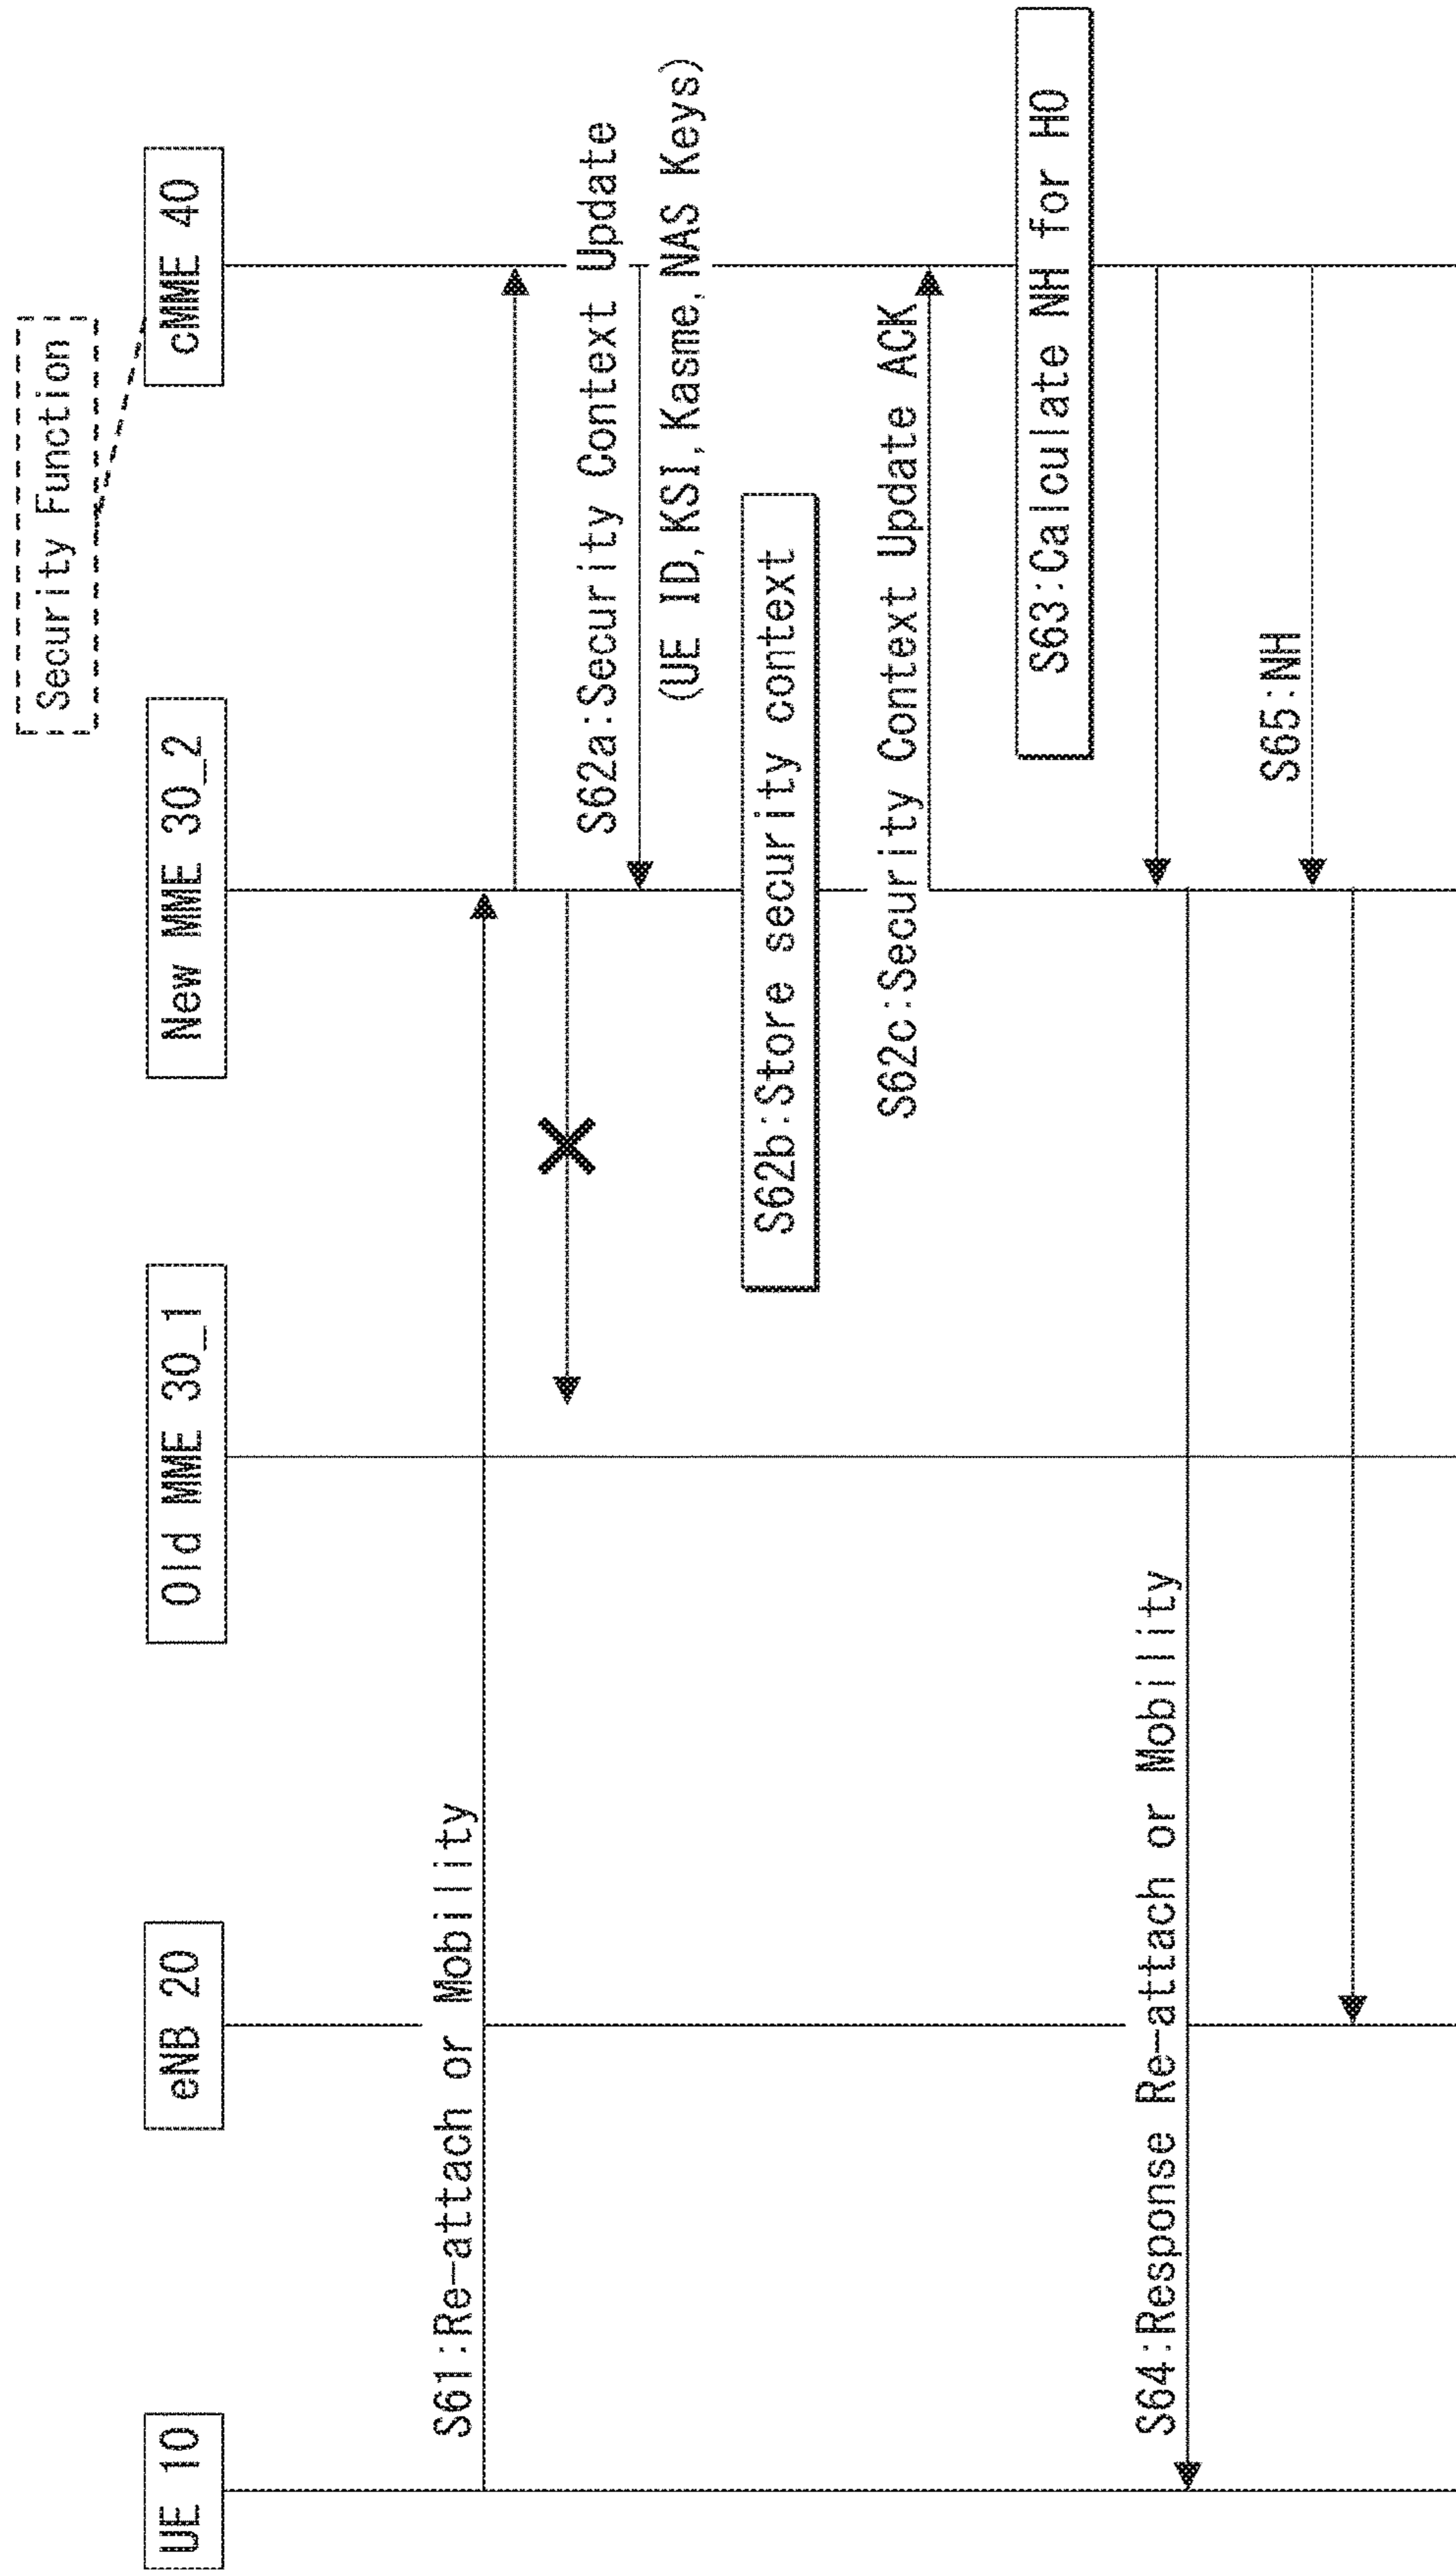 Security Function
UE 10
eNB 20
Old MME 30_1
New MME 30_2
cMME 40
S61:Re-attach or Mobility
S62a:Security Context Update
(UE ID, KSI, Kasme, NAS Keys)
S62b:Store security context
S62c:Security Context Update ACK
S63:Calculate NH for HO
S64:Response Re-attach or Mobility
S65:NH